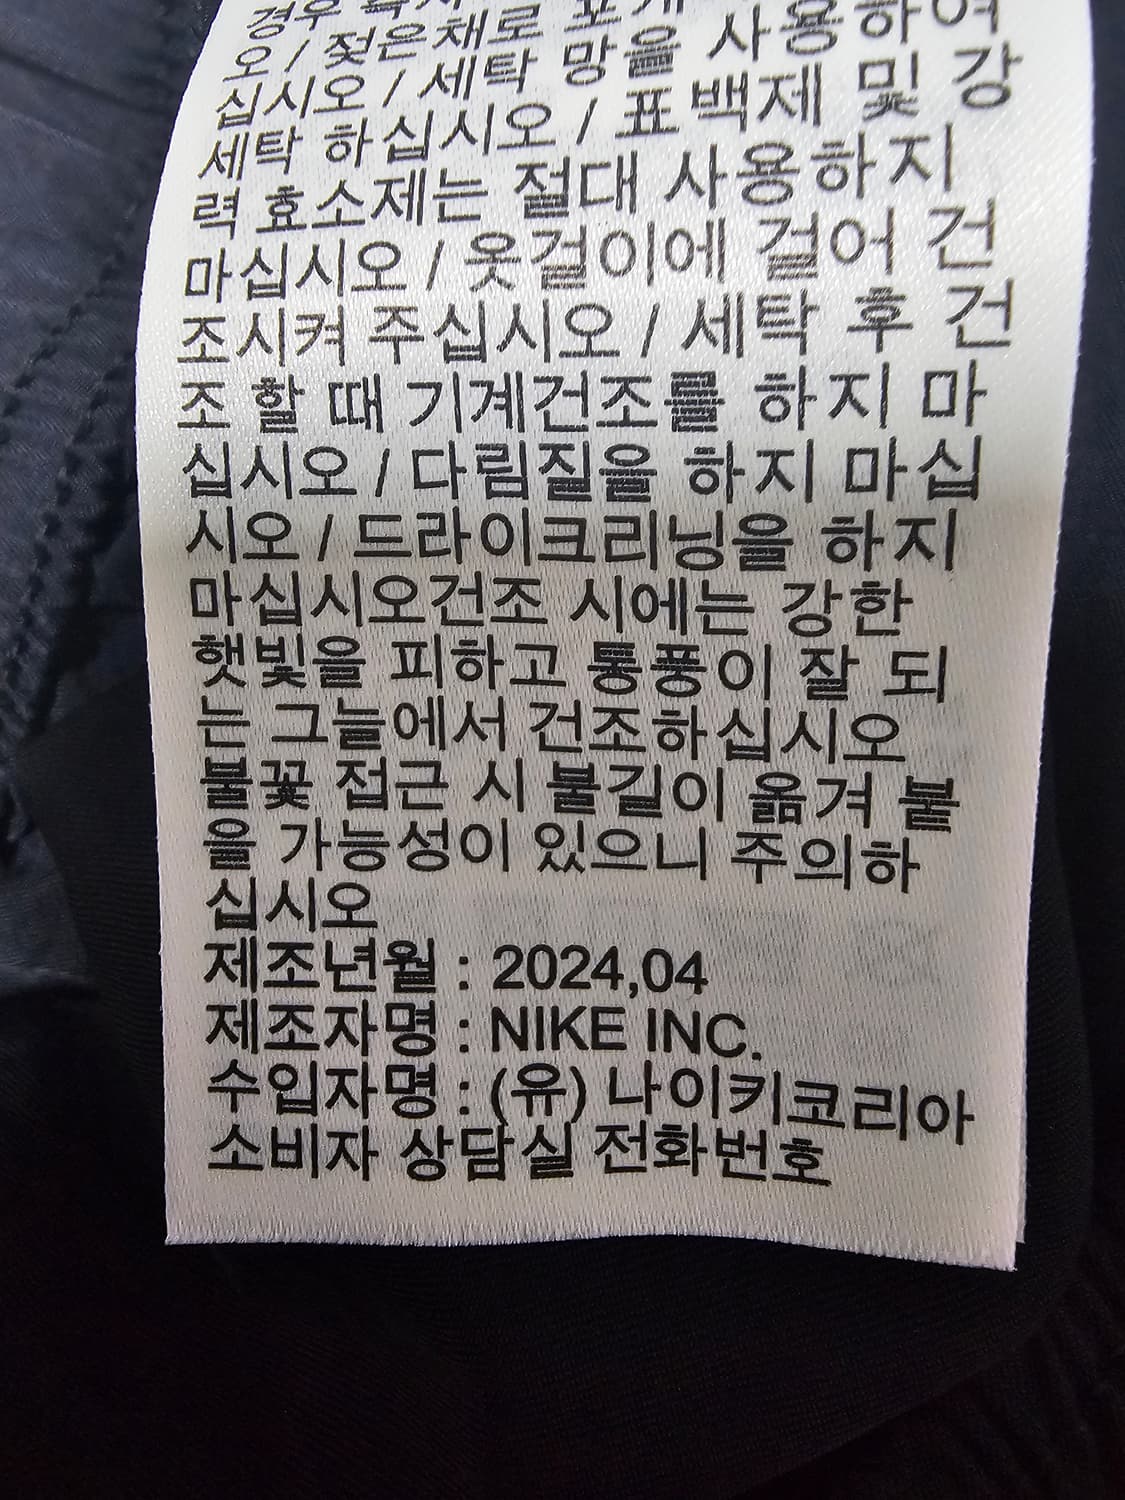 경우
오 / 젖은채로 포개
십시오 / 세탁 망을 사용하여
세탁 하십시오 / 표백제 및 강
력 효소제는 절대 사용하지
마십시오 / 옷걸이에 걸어 건
조시켜 주십시오 / 세탁 후 건
조 할 때 기계건조를 하지 마
십시오 / 다림질을 하지 마십
시오 / 드라이크리닝을 하지
마십시오건조 시에는 강한
햇빛을 피하고 통풍이 잘 되
는 그늘에서 건조하십시오
불꽃 접근 시 불길이 옮겨 붙
을 가능성이 있으니 주의하
십시오
제조년월 : 2024,04
제조자명 : NIKE INC.
수입자명 : (유) 나이키코리아
소비자 상담실 전화번호